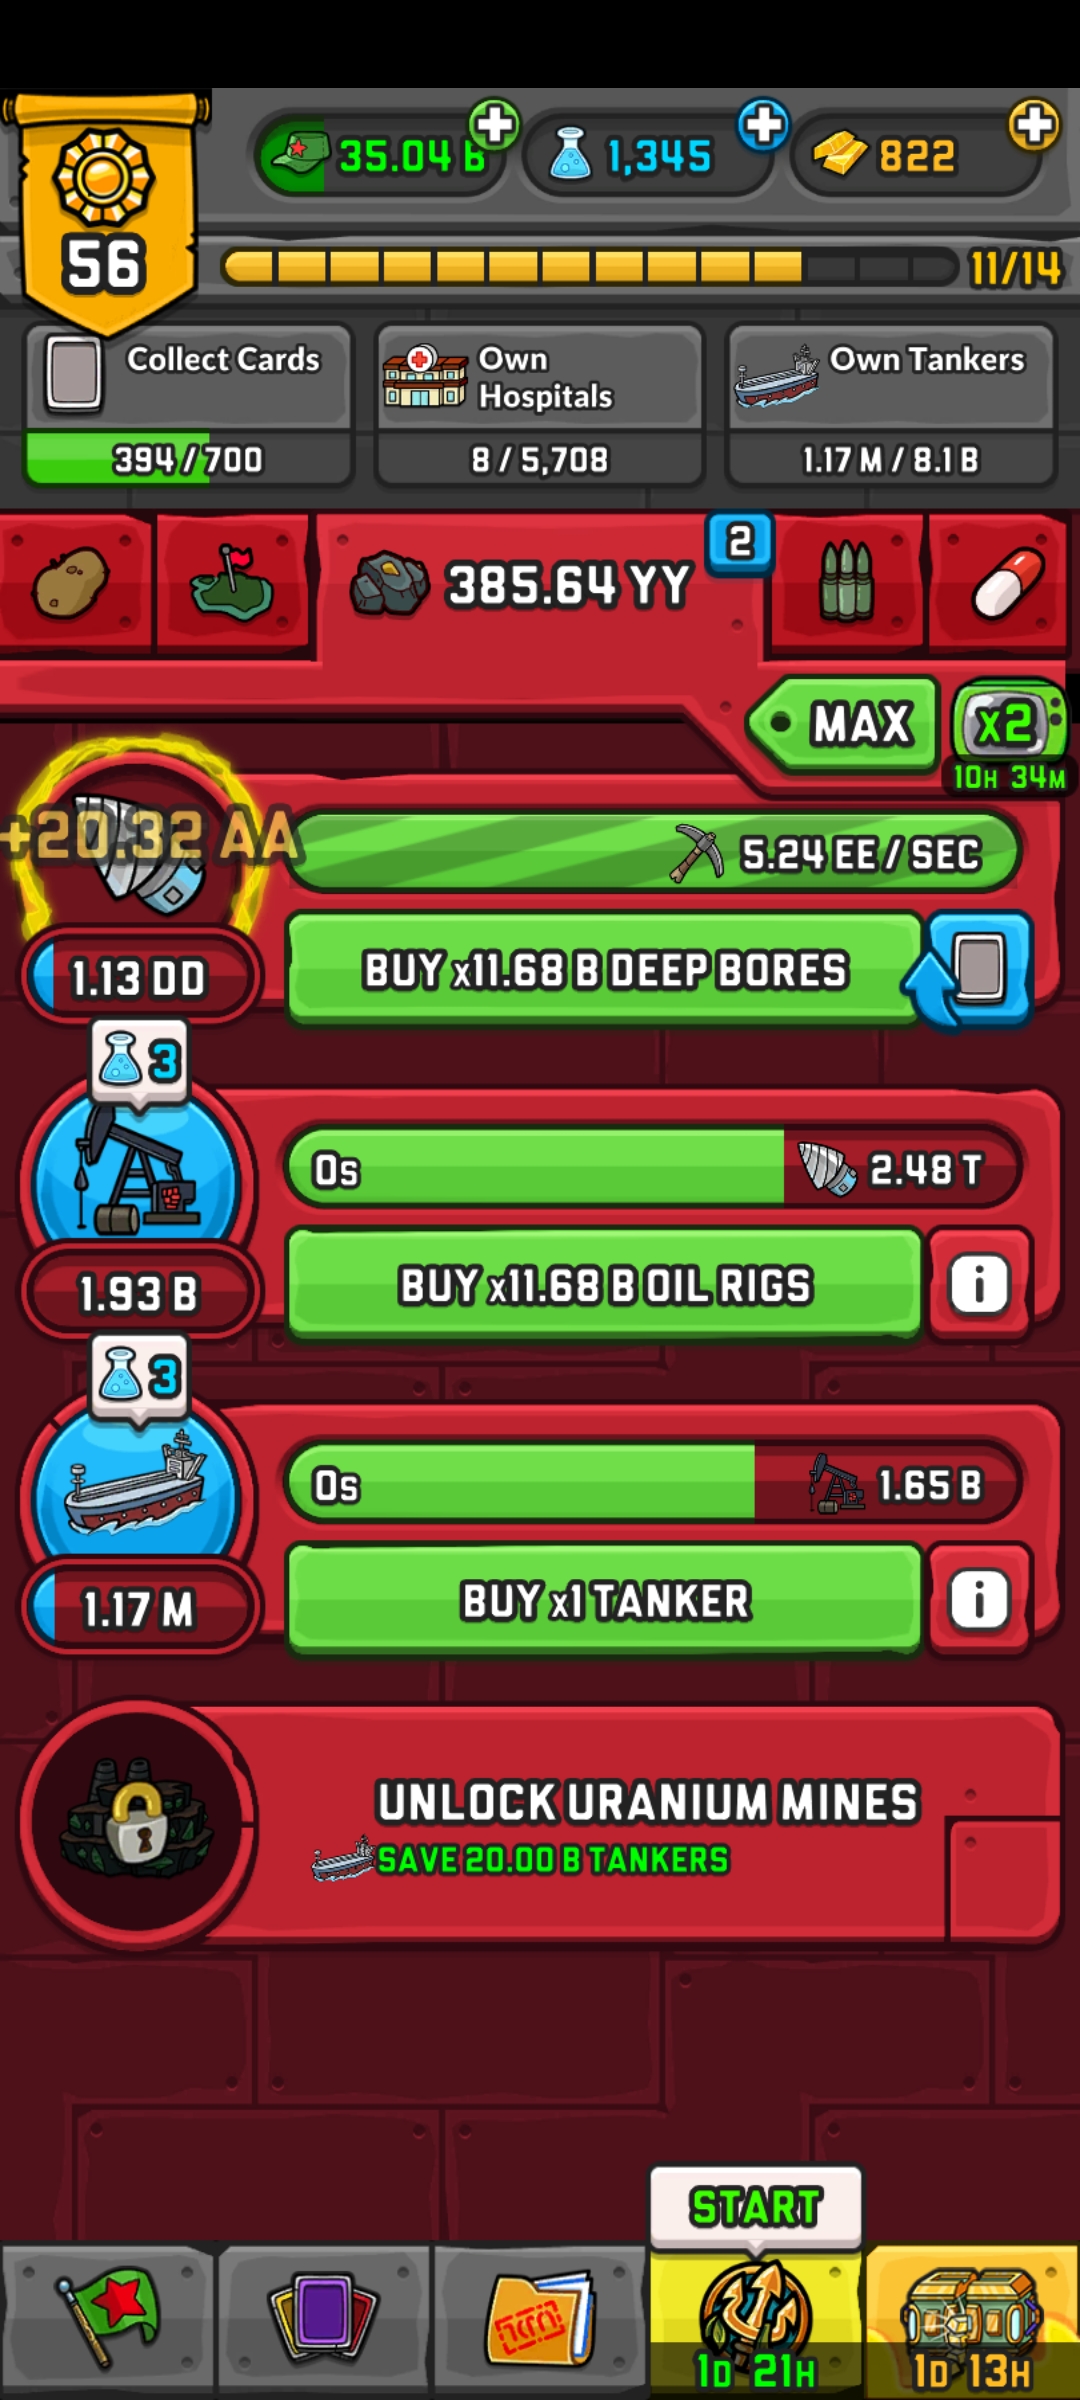 56
35.04 B
1,345
822
11/14
Collect Cards
394 / 700
Own
Hospitals
8 / 5,708
Own Tankers
1.17 M / 8.1 B
385.64 YY
2
MAX
x2
10H 34M
+20.32 AA
5.24 EE / SEC
1.13 DD
BUY x11.68 B DEEP BORES
3
0s
2.48 T
1.93 B
BUY x11.68 B OIL RIGS
i
3
0s
1.65 B
1.17 M
BUY x1 TANKER
i
UNLOCK URANIUM MINES
SAVE 20.00 B TANKERS
START
1D 21H
1D 13H